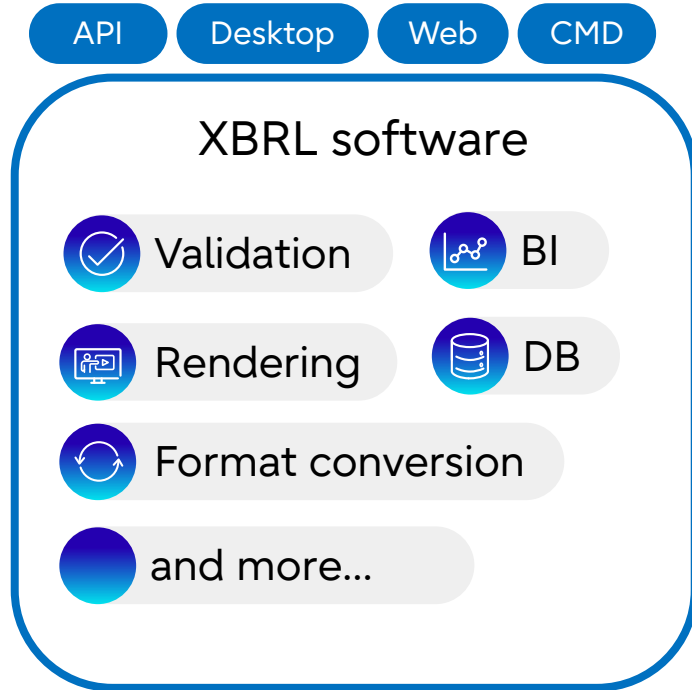 API Desktop Web CMD
XBRL software
Validation BI
Rendering DB
Format conversion
and more...